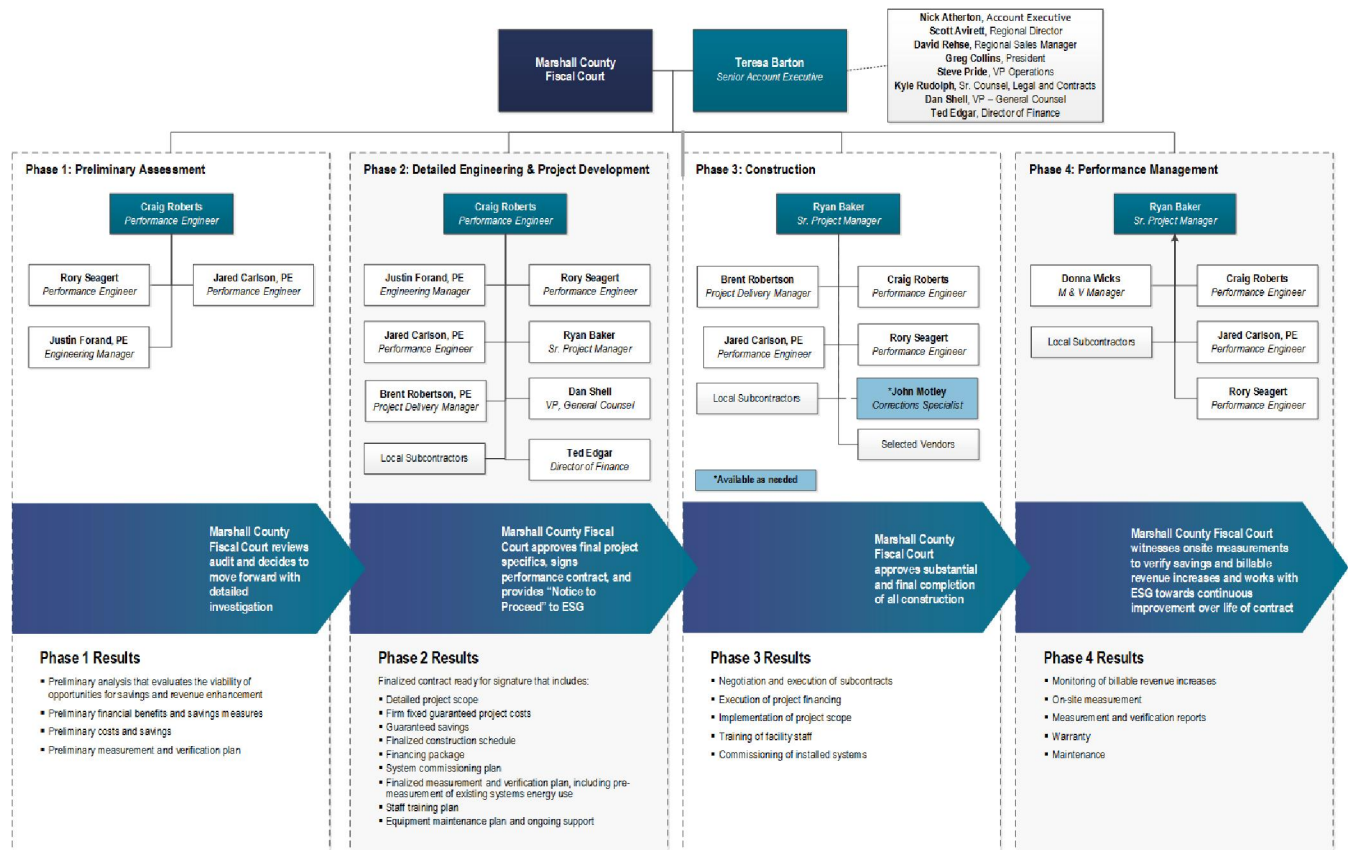 Marshall County
Fiscal Court
Teresa Barton
Senior Account Executive
Nick Atherton, Account Executive
Scott Avirett, Regional Director
David Rehse, Regional Sales Manager
Greg Collins, President
Steve Pride, VP Operations
Kyle Rudolph, Sr. Counsel, Legal and Contracts
Dan Shell, VP – General Counsel
Ted Edgar, Director of Finance
Phase 1: Preliminary Assessment
Craig Roberts
Performance Engineer
Rory Seagert
Performance Engineer
Jared Carlson, PE
Performance Engineer
Justin Forand, PE
Engineering Manager
Marshall County
Fiscal Court reviews
audit and decides to
move forward with
detailed
investigation
Phase 1 Results
▪ Preliminary analysis that evaluates the viability of
opportunities for savings and revenue enhancement
▪ Preliminary financial benefits and savings measures
▪ Preliminary costs and savings
▪ Preliminary measurement and verification plan
Phase 2: Detailed Engineering & Project Development
Craig Roberts
Performance Engineer
Justin Forand, PE
Engineering Manager
Rory Seagert
Performance Engineer
Jared Carlson, PE
Performance Engineer
Ryan Baker
Sr. Project Manager
Brent Robertson, PE
Project Delivery Manager
Dan Shell
VP, General Counsel
Local Subcontractors
Ted Edgar
Director of Finance
Marshall County Fiscal
Court approves final project
specifics, signs
performance contract, and
provides “Notice to
Proceed” to ESG
Phase 2 Results
Finalized contract ready for signature that includes:
▪ Detailed project scope
▪ Firm fixed guaranteed project costs
▪ Guaranteed savings
▪ Finalized construction schedule
▪ Financing package
▪ System commissioning plan
▪ Finalized measurement and verification plan, including pre-
measurement of existing systems energy use
▪ Staff training plan
▪ Equipment maintenance plan and ongoing support
Phase 3: Construction
Ryan Baker
Sr. Project Manager
Brent Robertson
Project Delivery Manager
Craig Roberts
Performance Engineer
Jared Carlson, PE
Performance Engineer
Rory Seagert
Performance Engineer
Local Subcontractors
*John Motley
Corrections Specialist
Selected Vendors
*Available as needed
Marshall County
Fiscal Court
approves substantial
and final completion
of all construction
Phase 3 Results
▪ Negotiation and execution of subcontracts
▪ Execution of project financing
▪ Implementation of project scope
▪ Training of facility staff
▪ Commissioning of installed systems
Phase 4: Performance Management
Ryan Baker
Sr. Project Manager
Donna Wicks
M & V Manager
Craig Roberts
Performance Engineer
Local Subcontractors
Jared Carlson, PE
Performance Engineer
Rory Seagert
Performance Engineer
Marshall County Fiscal Court
witnesses onsite measurements
to verify savings and billable
revenue increases and works with
ESG towards continuous
improvement over life of contract
Phase 4 Results
▪ Monitoring of billable revenue increases
▪ On-site measurement
▪ Measurement and verification reports
▪ Warranty
▪ Maintenance